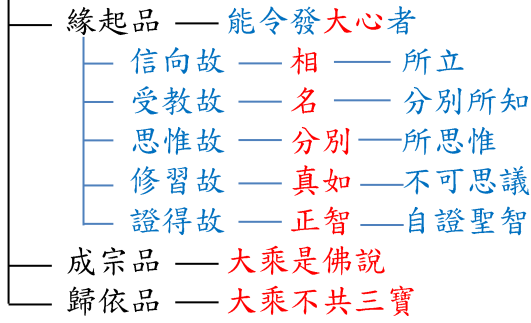 緣起品 — 能令發大心者
信向故 — 相 — 所立
受教故 — 名 — 分別所知
思惟故 — 分別 — 所思惟
修習故 — 真如 — 不可思議
證得故 — 正智 — 自證聖智
成宗品 — 大乘是佛說
歸依品 — 大乘不共三寶